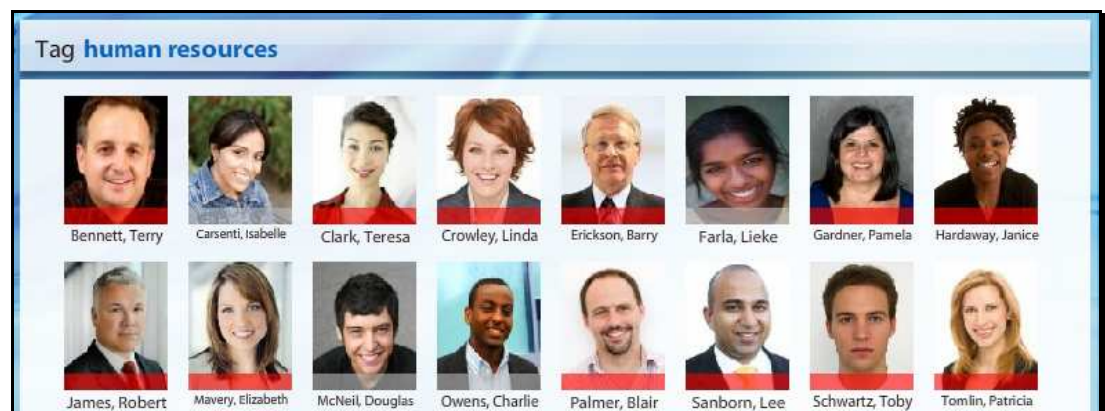 Tag human resources
Bennett, Terry Carsenti, Isabelle Clark, Teresa Crowley, Linda Erickson, Barry Farla, Lieke Gardner, Pamela Hardaway, Janice
James, Robert Mavery, Elizabeth McNeil, Douglas Owens, Charlie Palmer, Blair Sanborn, Lee Schwartz, Toby Tomlin, Patricia